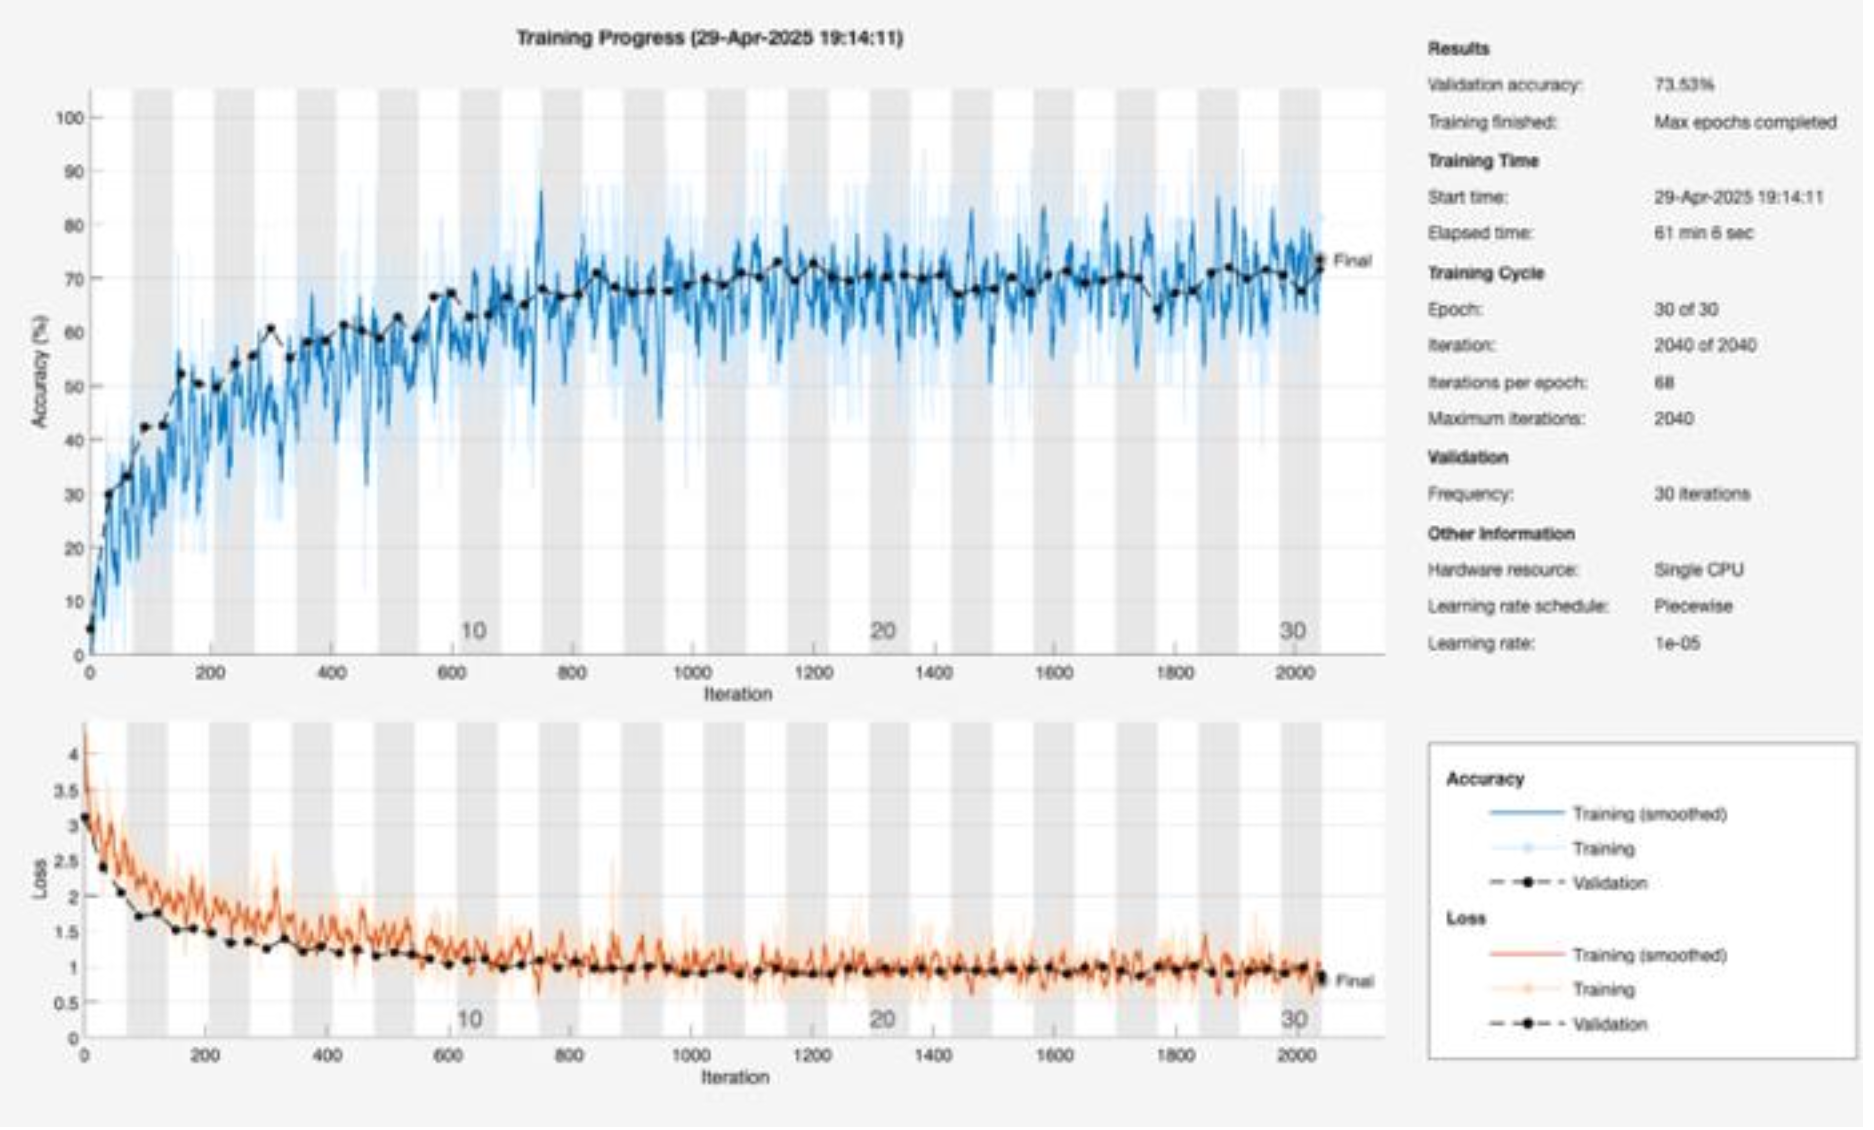 Training Progress (29-Apr-2025 19:14:11)
100
90
80
70
60
50
40
30
20
10
0
Accuracy (%)
10
20
30
Final
0 200 400 600 800 1000 1200 1400 1600 1800 2000
Iteration
4
3.5
3
2.5
2
1.5
1
0.5
0
Loss
10
20
30
Final
0 200 400 600 800 1000 1200 1400 1600 1800 2000
Iteration
Results
Validation accuracy: 73.53%
Training finished: Max epochs completed
Training Time
Start time: 29-Apr-2025 19:14:11
Elapsed time: 61 min 6 sec
Training Cycle
Epoch: 30 of 30
Iteration: 2040 of 2040
Iterations per epoch: 68
Maximum iterations: 2040
Validation
Frequency: 30 iterations
Other Information
Hardware resource: Single CPU
Learning rate schedule: Piecewise
Learning rate: 1e-05
Accuracy
Training (smoothed)
Training
Validation
Loss
Training (smoothed)
Training
Validation